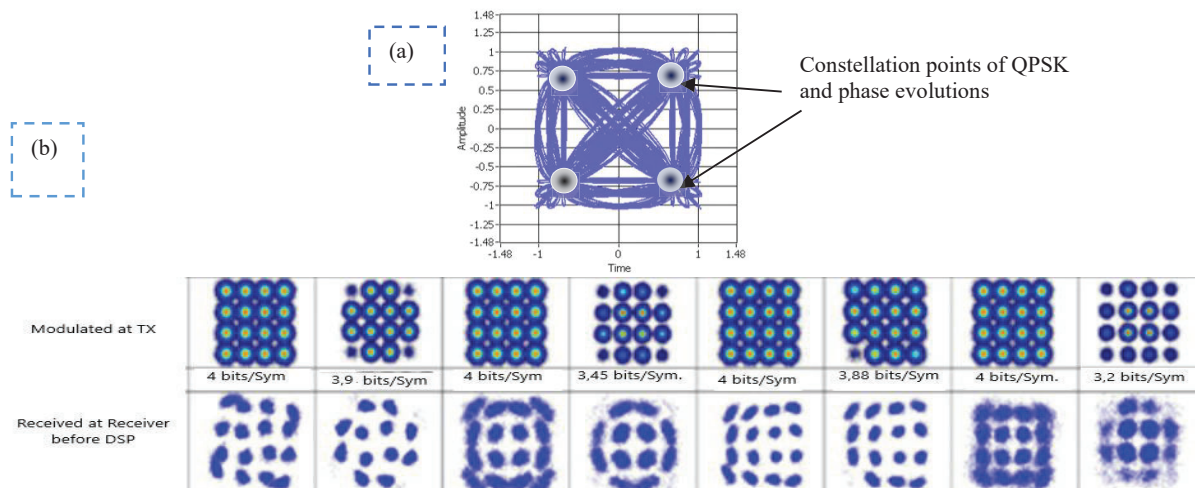 (a)
(b)
1.48
1
0.75
0.5
0.25
0
-0.25
-0.5
-0.75
-1
-1.25
-1.48
Amplitude
-1.48
-1
0
1
1.48
Time
Constellation points of QPSK
and phase evolutions
Modulated at TX
4 bits/Sym
3,9 bits/Sym
4 bits/Sym
3,45 bits/Sym.
4 bits/Sym
3,88 bits/Sym
4 bits/Sym.
3,2 bits/Sym
Received at Receiver
before DSP